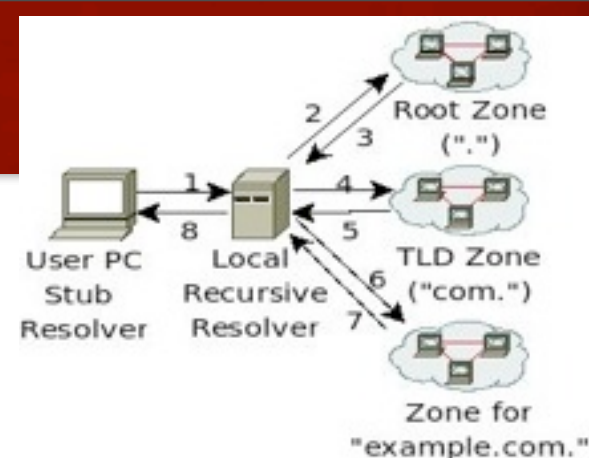 2
3
Root Zone
(".")
1
4
8
5
User PC
Stub
Resolver
Local
Recursive
Resolver
TLD Zone
("com.")
6
7
Zone for
"example.com."